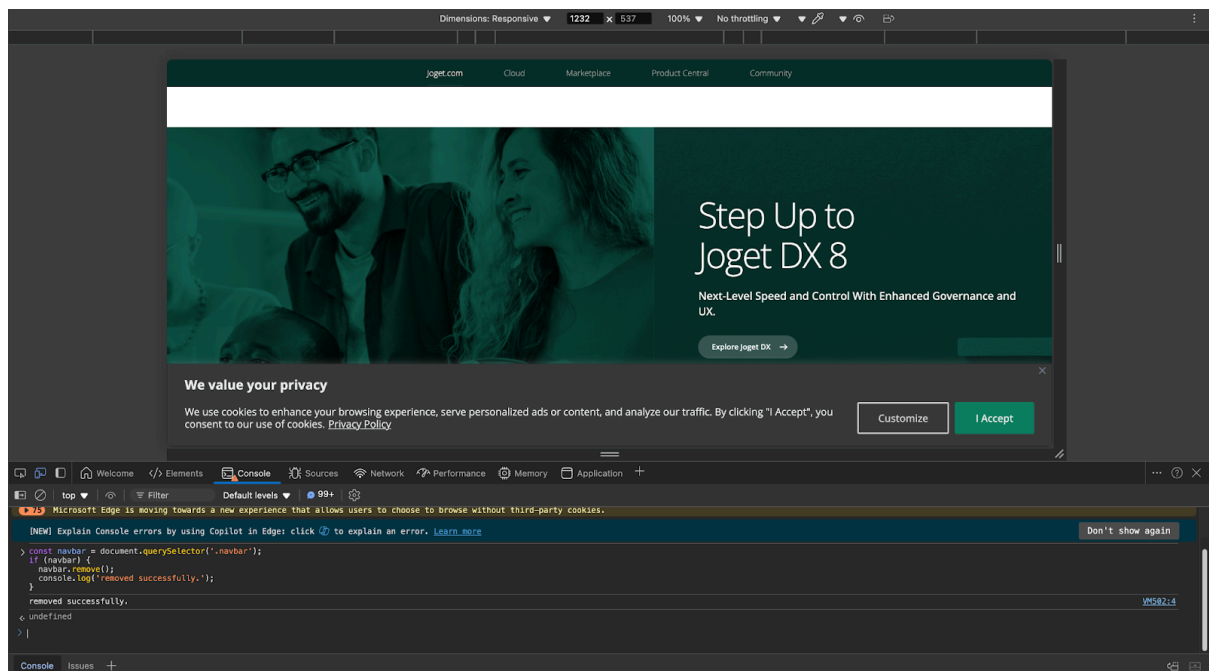 Dimensions: Responsive ▼ 1232 x 537 100% ▼ No throttling ▼
Joget.com Cloud Marketplace Product Central Community
Step Up to
Joget DX 8
Next-Level Speed and Control With Enhanced Governance and
UX.
Explore Joget DX →
We value your privacy
We use cookies to enhance your browsing experience, serve personalized ads or content, and analyze our traffic. By clicking "I Accept", you
consent to our use of cookies. Privacy Policy
Customize I Accept
Welcome </> Elements Console Sources Network Performance Memory Application +
top ▼ Filter Default levels ▼ 99+
75 Microsoft Edge is moving towards a new experience that allows users to choose to browse without third-party cookies.
[NEW] Explain Console errors by using Copilot in Edge: click to explain an error. Learn more Don't show again
> const navbar = document.querySelector('.navbar');
if (navbar) {
navbar.remove();
console.log('removed successfully.');
}
removed successfully. VM502:4
undefined
>
Console Issues +